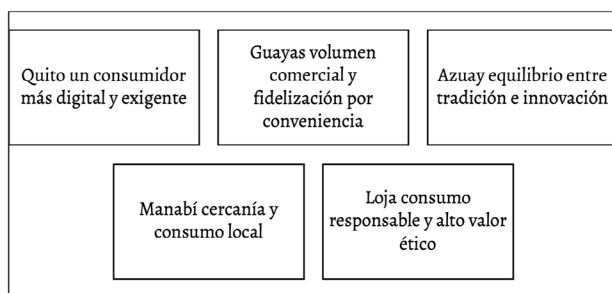 Quito un consumidor
más digital y exigente
Guayas volumen
comercial y
fidelización por
conveniencia
Azuay equilibrio entre
tradición e innovación
Manabí cercanía y
consumo local
Loja consumo
responsable y alto valor
ético